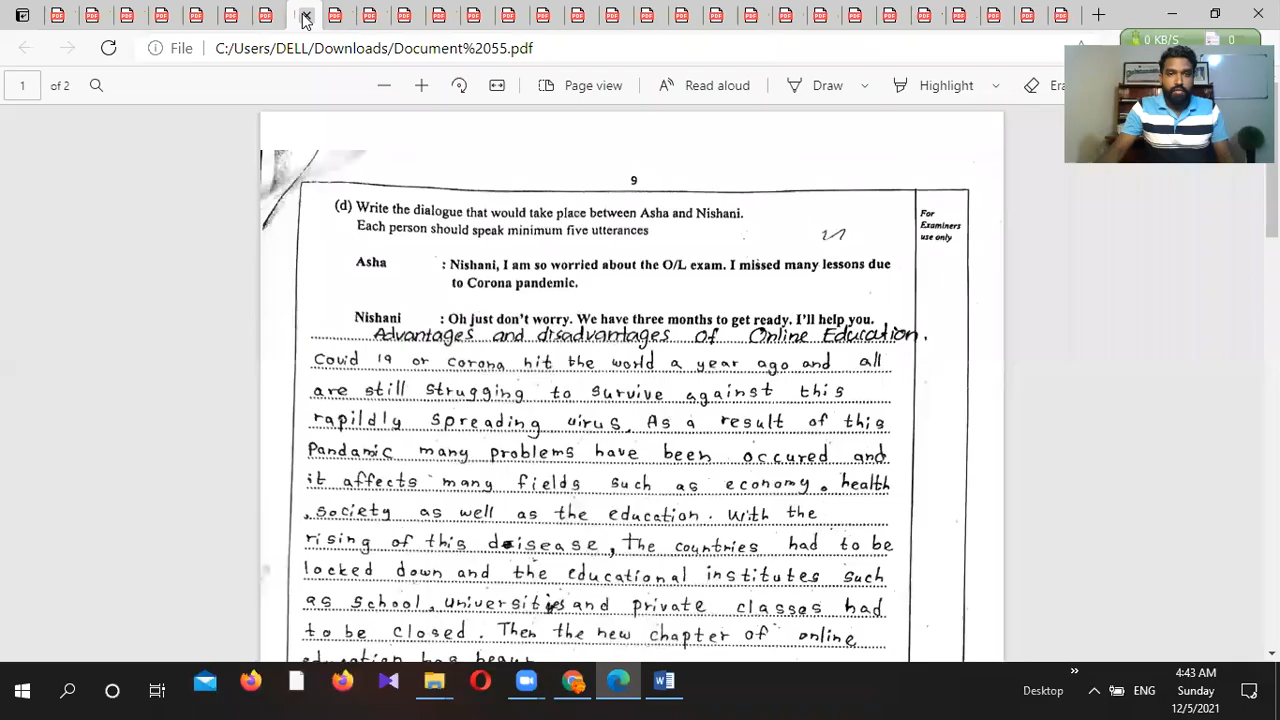 0 KB/S
0
File
C:/Users/DELL/Downloads/Document%2055.pdf
1
of 2
Page view
Read aloud
Draw
Highlight
Era
9
(d) Write the dialogue that would take place between Asha and Nishani.
Each person should speak minimum five utterances
For
Examiners
use only
Asha : Nishani, I am so worried about the O/L exam. I missed many lessons due
to Corona pandemic.
Nishani : Oh just don't worry. We have three months to get ready. I'll help you.
Advantages and disadvantages of Online Education.
Covid 19 or corona hit the world a year ago and all
are still strugging to survive against this
rapildly spreading virus. As a result of this
Pandamic many problems have been occured and
it affects many fields such as economy, health
, society as well as the education. With the
rising of this disease, the countries had to be
locked down and the educational institutes such
as school, universities and private classes had
to be closed. Then the new chapter of online
education has begun
Desktop
ENG
4:43 AM
Sunday
12/5/2021